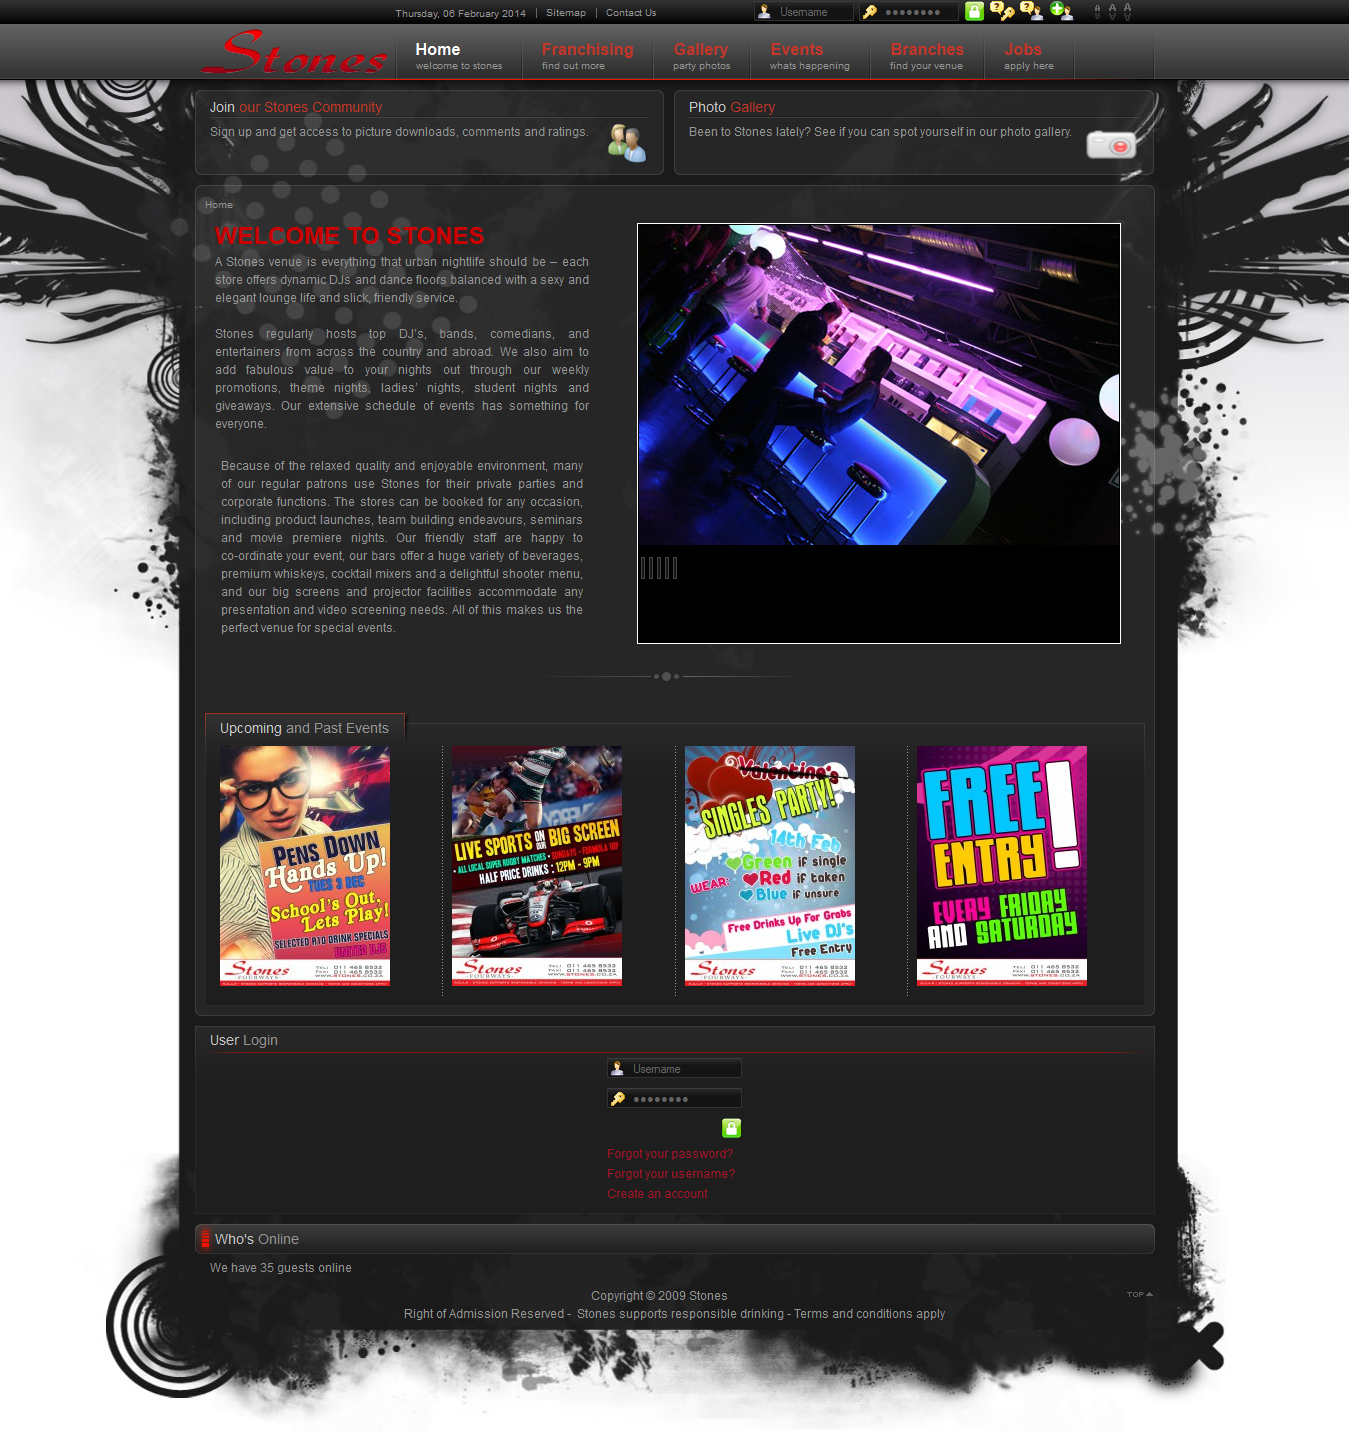 Thursday, 06 February 2014 | Sitemap | Contact Us
Username
Stones
Home
welcome to stones
Franchising
find out more
Gallery
party photos
Events
whats happening
Branches
find your venue
Jobs
apply here
Join our Stones Community
Sign up and get access to picture downloads, comments and ratings.
Photo Gallery
Been to Stones lately? See if you can spot yourself in our photo gallery.
Home
WELCOME TO STONES
A Stones venue is everything that urban nightlife should be – each
store offers dynamic DJs and dance floors balanced with a sexy and
elegant lounge life and slick, friendly service.
Stones regularly hosts top DJ's, bands, comedians, and
entertainers from across the country and abroad. We also aim to
add fabulous value to your nights out through our weekly
promotions, theme nights, ladies' nights, student nights and
giveaways. Our extensive schedule of events has something for
everyone.
Because of the relaxed quality and enjoyable environment, many
of our regular patrons use Stones for their private parties and
corporate functions. The stores can be booked for any occasion,
including product launches, team building endeavours, seminars
and movie premiere nights. Our friendly staff are happy to
co-ordinate your event, our bars offer a huge variety of beverages,
premium whiskeys, cocktail mixers and a delightful shooter menu,
and our big screens and projector facilities accommodate any
presentation and video screening needs. All of this makes us the
perfect venue for special events.
Upcoming and Past Events
PENS DOWN
Hands Up!
TUES 3 DEC
School's Out.
Lets Play!
SELECTED R10 DRINK SPECIALS
UNITED DJS
Stones
-FOURWAYS-
TEL: 011 465 8532
FAX: 011 465 8532
WWW.STONES.CO.ZA
LIVE SPORTS ON OUR BIG SCREEN
• ALL LOCAL SUPER RUGBY MATCHES • SUNDAYS - FORMULA 1GP
HALF PRICE DRINKS : 12PM - 9PM
Stones
-FOURWAYS-
TEL: 011 465 8532
FAX: 011 465 8532
WWW.STONES.CO.ZA
Valentine's
SINGLES PARTY!
14th Feb
WEAR:
Green if single
Red if taken
Blue if unsure
Free Drinks Up For Grabs
Live DJ's
Free Entry
Stones
-FOURWAYS-
TEL: 011 465 8532
FAX: 011 465 8532
WWW.STONES.CO.ZA
FREE
ENTRY!
EVERY FRIDAY
AND SATURDAY
Stones
-FOURWAYS-
TEL: 011 465 8532
FAX: 011 465 8532
WWW.STONES.CO.ZA
User Login
Username
Forgot your password?
Forgot your username?
Create an account
Who's Online
We have 35 guests online
Copyright © 2009 Stones
TOP
Right of Admission Reserved - Stones supports responsible drinking - Terms and conditions apply